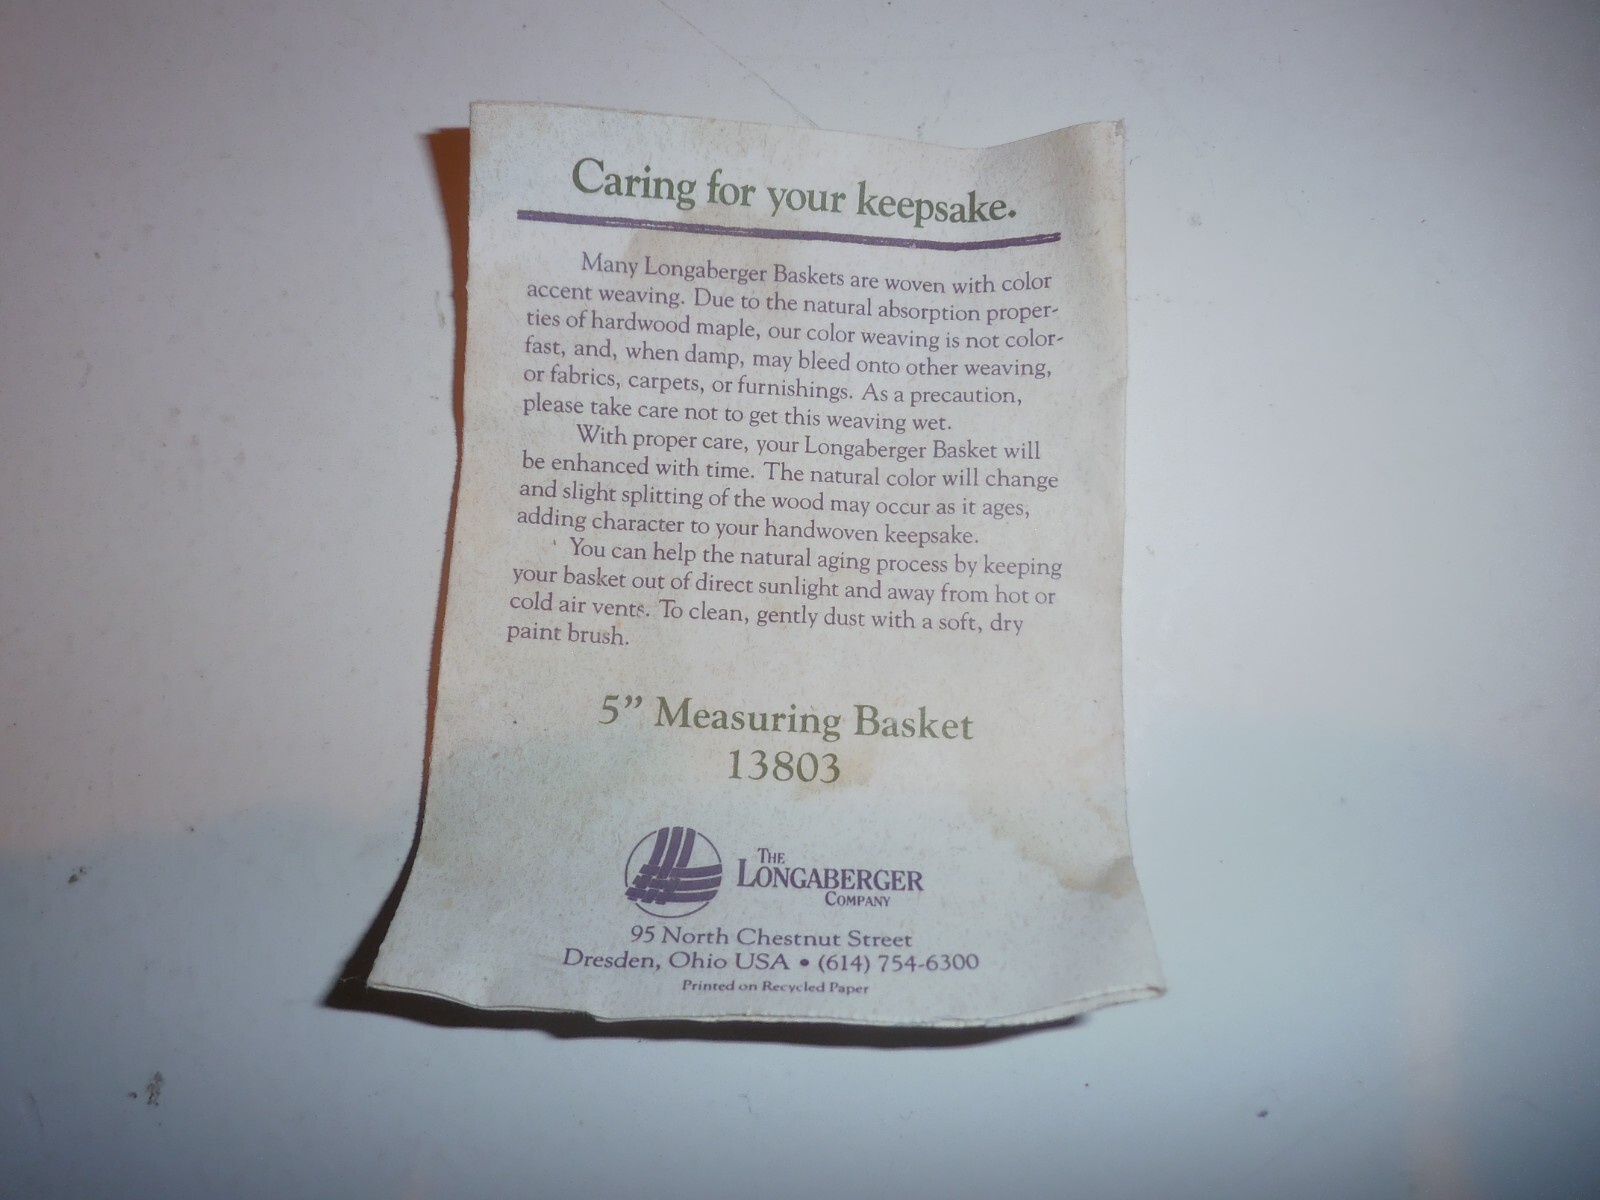 Caring for your keepsake.
Many Longaberger Baskets are woven with color
accent weaving. Due to the natural absorption proper-
ties of hardwood maple, our color weaving is not color-
fast, and, when damp, may bleed onto other weaving,
or fabrics, carpets, or furnishings. As a precaution,
please take care not to get this weaving wet.
With proper care, your Longaberger Basket will
be enhanced with time. The natural color will change
and slight splitting of the wood may occur as it ages,
adding character to your handwoven keepsake.
You can help the natural aging process by keeping
your basket out of direct sunlight and away from hot or
cold air vents. To clean, gently dust with a soft, dry
paint brush.
5” Measuring Basket
13803
THE
LONGABERGER
COMPANY
95 North Chestnut Street
Dresden, Ohio USA • (614) 754-6300
Printed on Recycled Paper